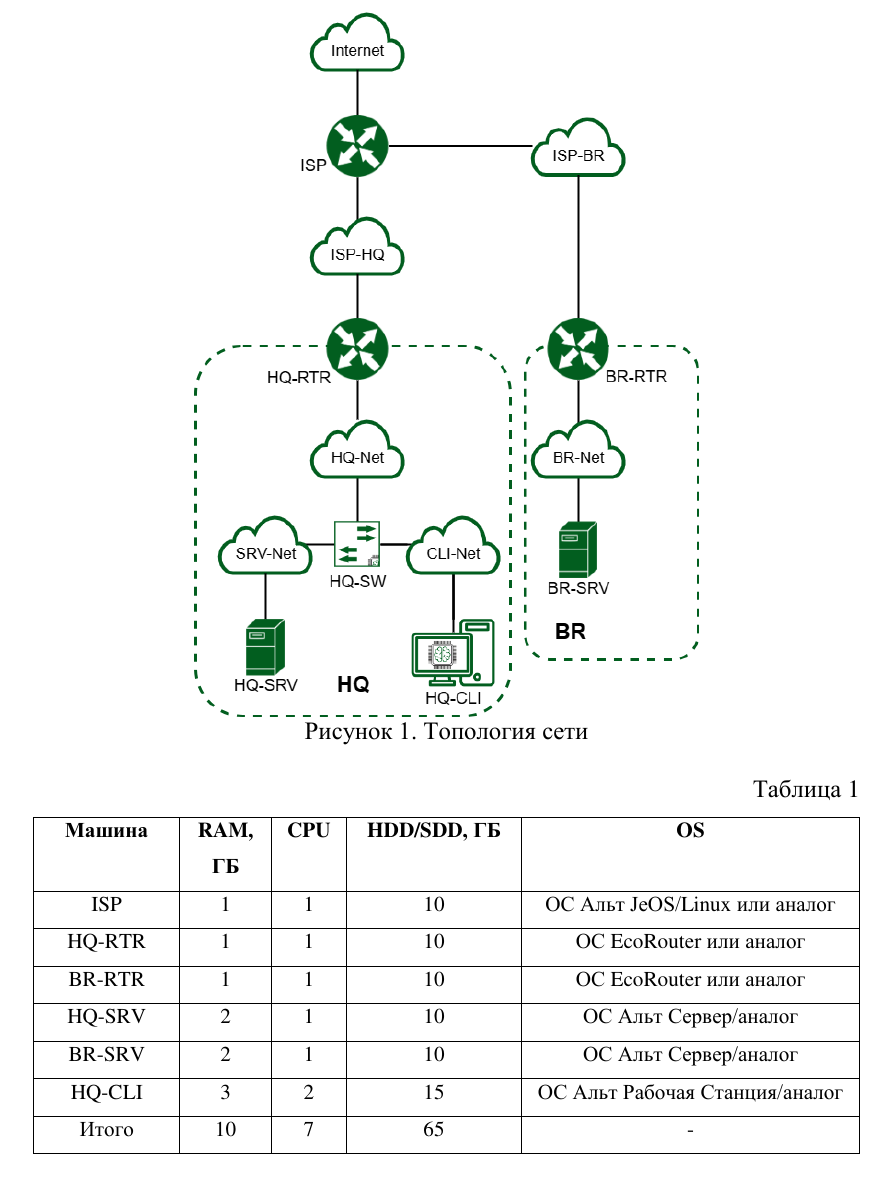 Internet
ISP
ISP-BR
ISP-HQ
HQ-RTR
BR-RTR
HQ-Net
BR-Net
SRV-Net
CLI-Net
HQ-SW
BR-SRV
BR
HQ-SRV
HQ
HQ-CLI
Рисунок 1. Топология сети
Таблица 1
Машина RAM, ГБ CPU HDD/SDD, ГБ OS
ISP 1 1 10 ОС Альт JeOS/Linux или аналог
HQ-RTR 1 1 10 ОС EcoRouter или аналог
BR-RTR 1 1 10 ОС EcoRouter или аналог
HQ-SRV 2 1 10 ОС Альт Сервер/аналог
BR-SRV 2 1 10 ОС Альт Сервер/аналог
HQ-CLI 3 2 15 ОС Альт Рабочая Станция/аналог
Итого 10 7 65 -